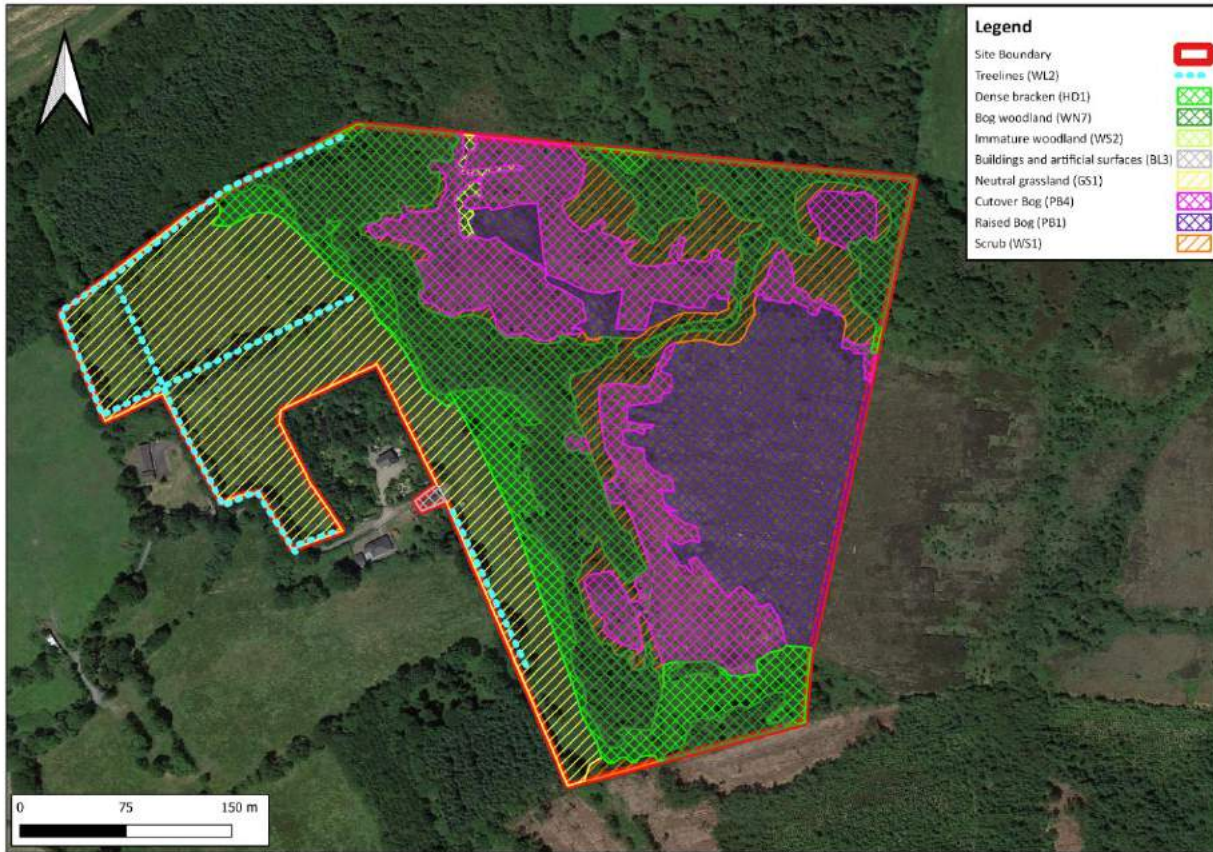 Legend
Site Boundary
Treelines (WL2)
Dense bracken (HD1)
Bog woodland (WN7)
Immature woodland (WS2)
Buildings and artificial surfaces (BL3)
Neutral grassland (GS1)
Cutover Bog (PB4)
Raised Bog (PB1)
Scrub (WS1)
0 75 150 m